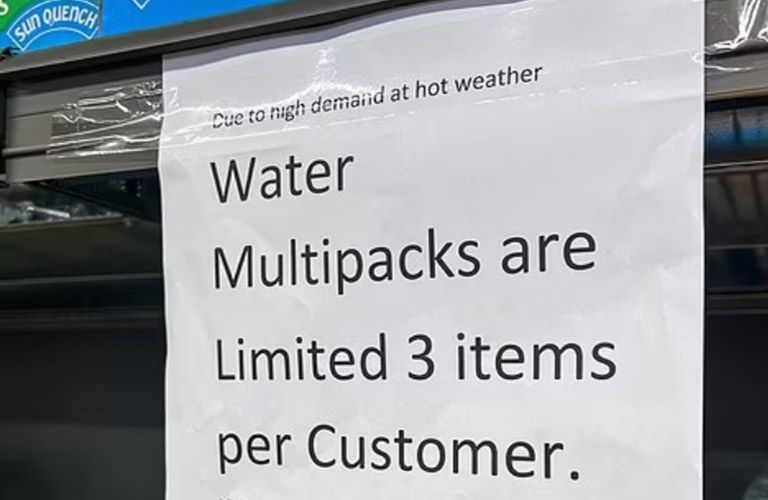 SUN QUENCH
Due to high demand at hot weather
Water
Multipacks are
Limited 3 items
per Customer.